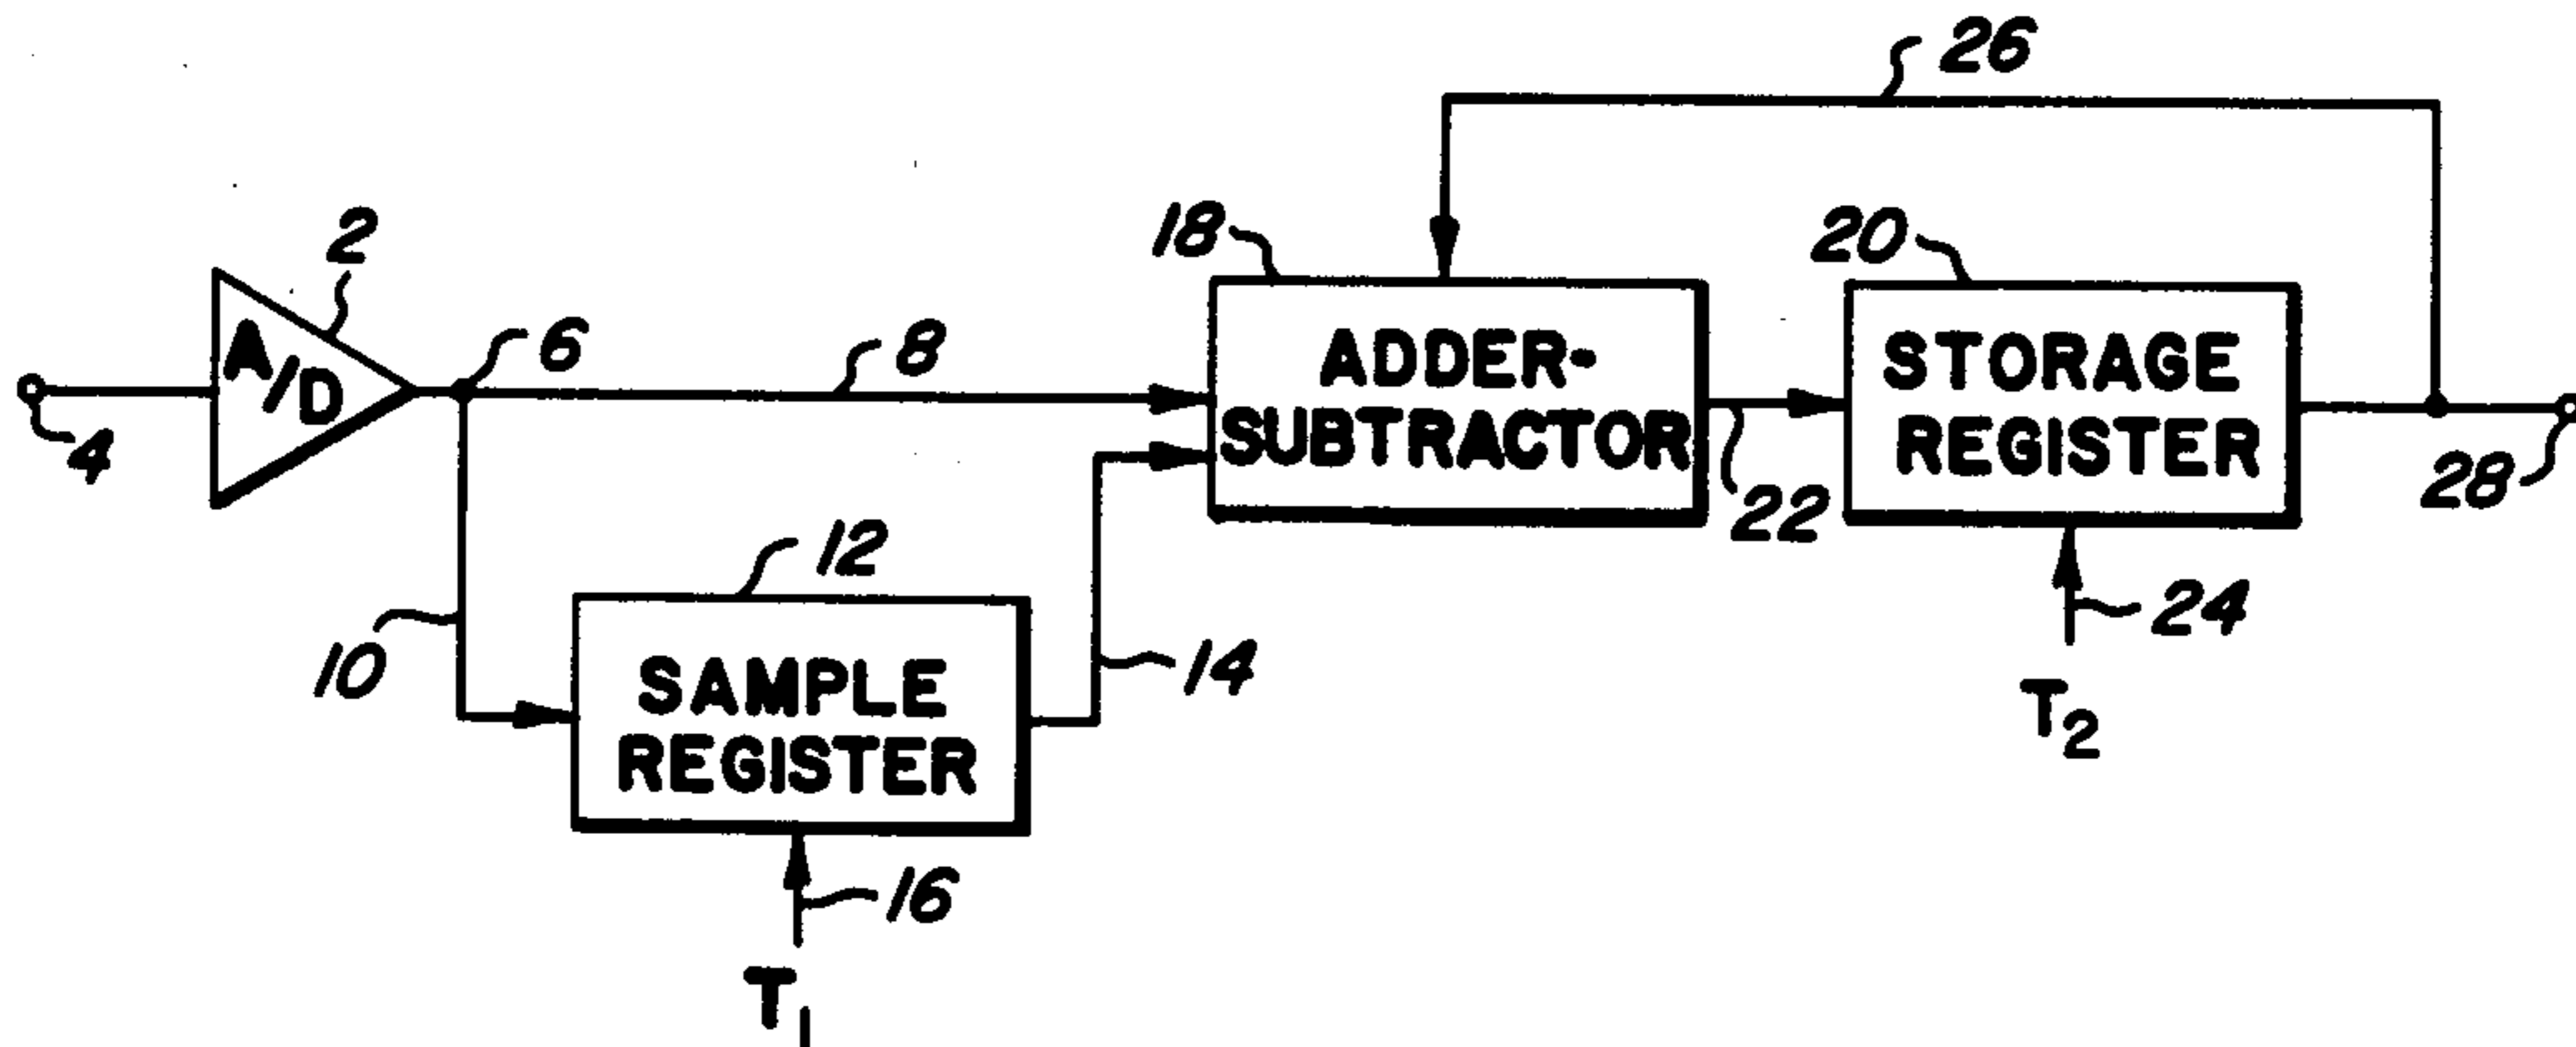 26
2
18
20
6
8
A/D
ADDER-
SUBTRACTOR
STORAGE
REGISTER
4
28
22
12
10
14
24
SAMPLE
REGISTER
T2
16
T1